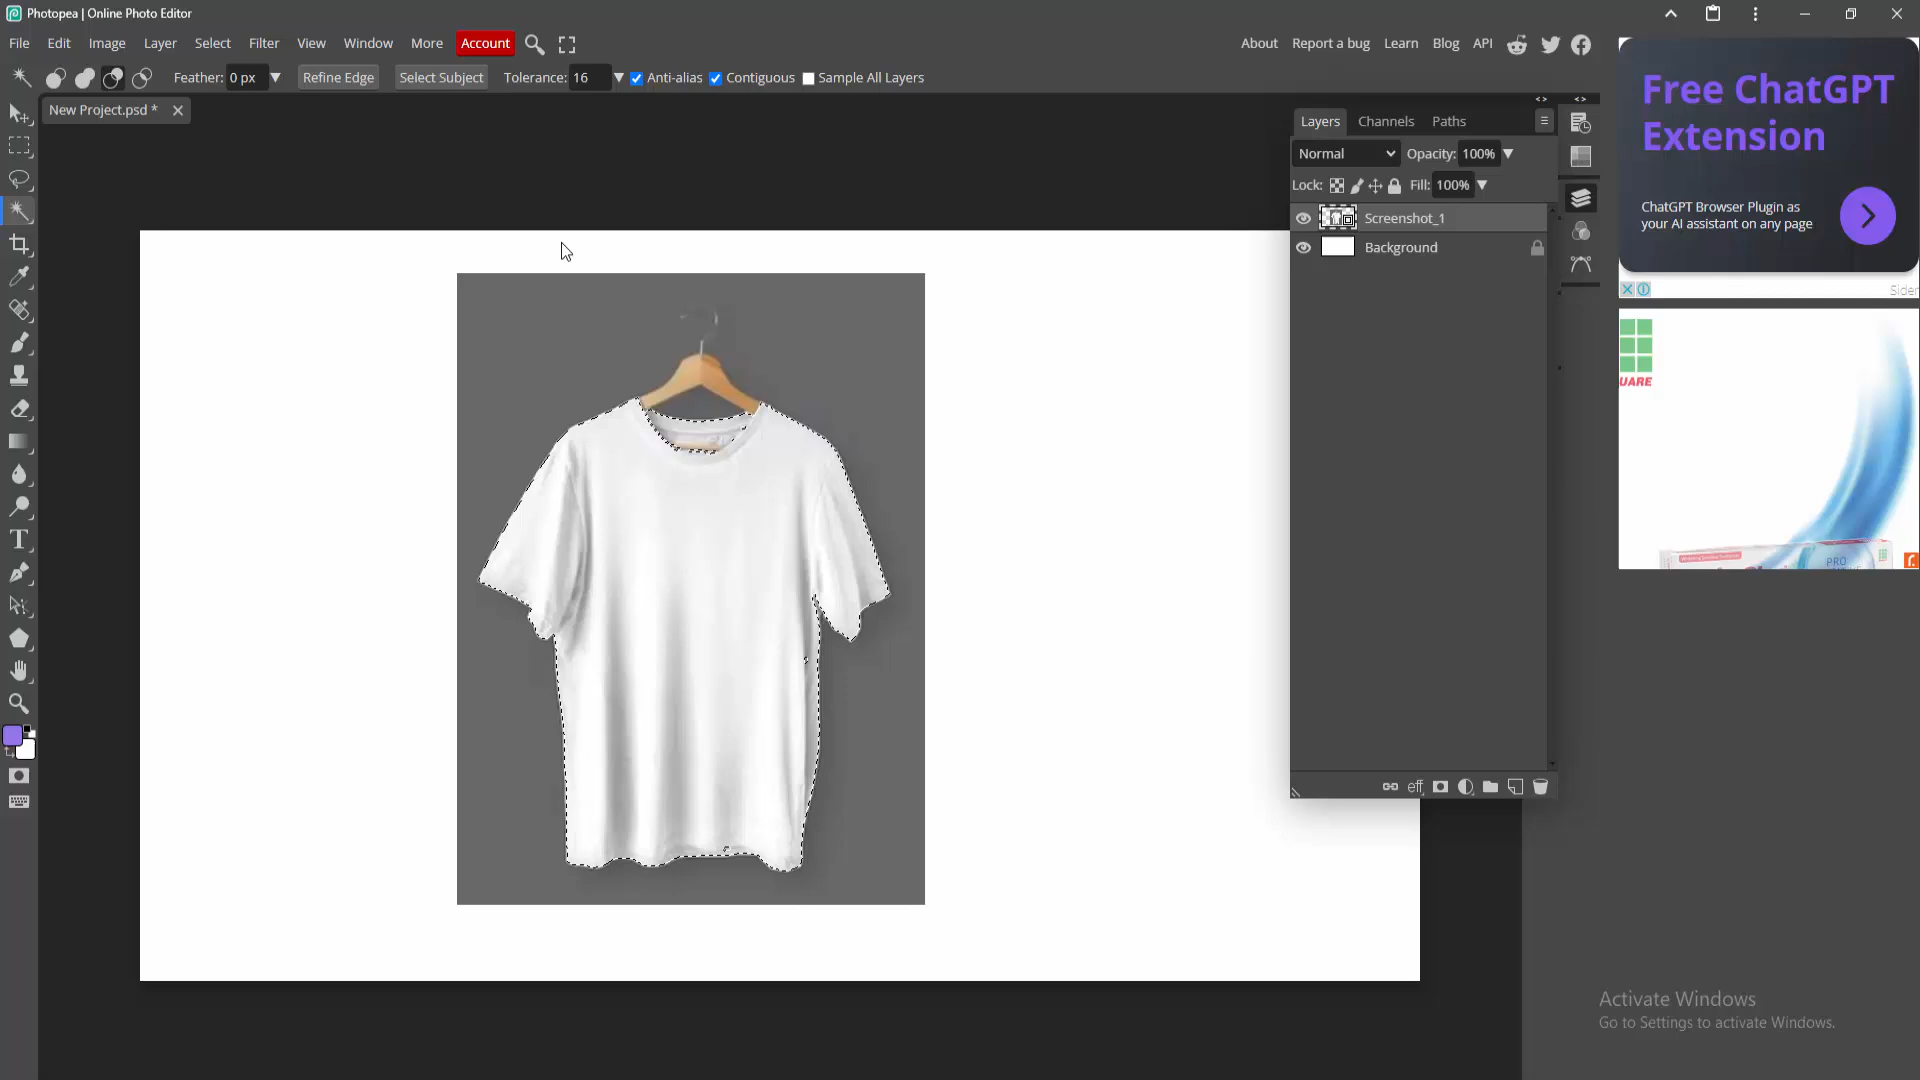 Photopea | Online Photo Editor
File Edit Image Layer Select Filter View Window More Account About Report a bug Learn Blog API
Feather: 0 px Refine Edge Select Subject Tolerance: 16 Anti-alias Contiguous Sample All Layers
New Project.psd *
Layers Channels Paths
Normal Opacity: 100%
Lock: Fill: 100%
Screenshot_1
Background
eff
Free ChatGPT
Extension
ChatGPT Browser Plugin as
your AI assistant on any page
Sider
UARE
PRO
Activate Windows
Go to Settings to activate Windows.